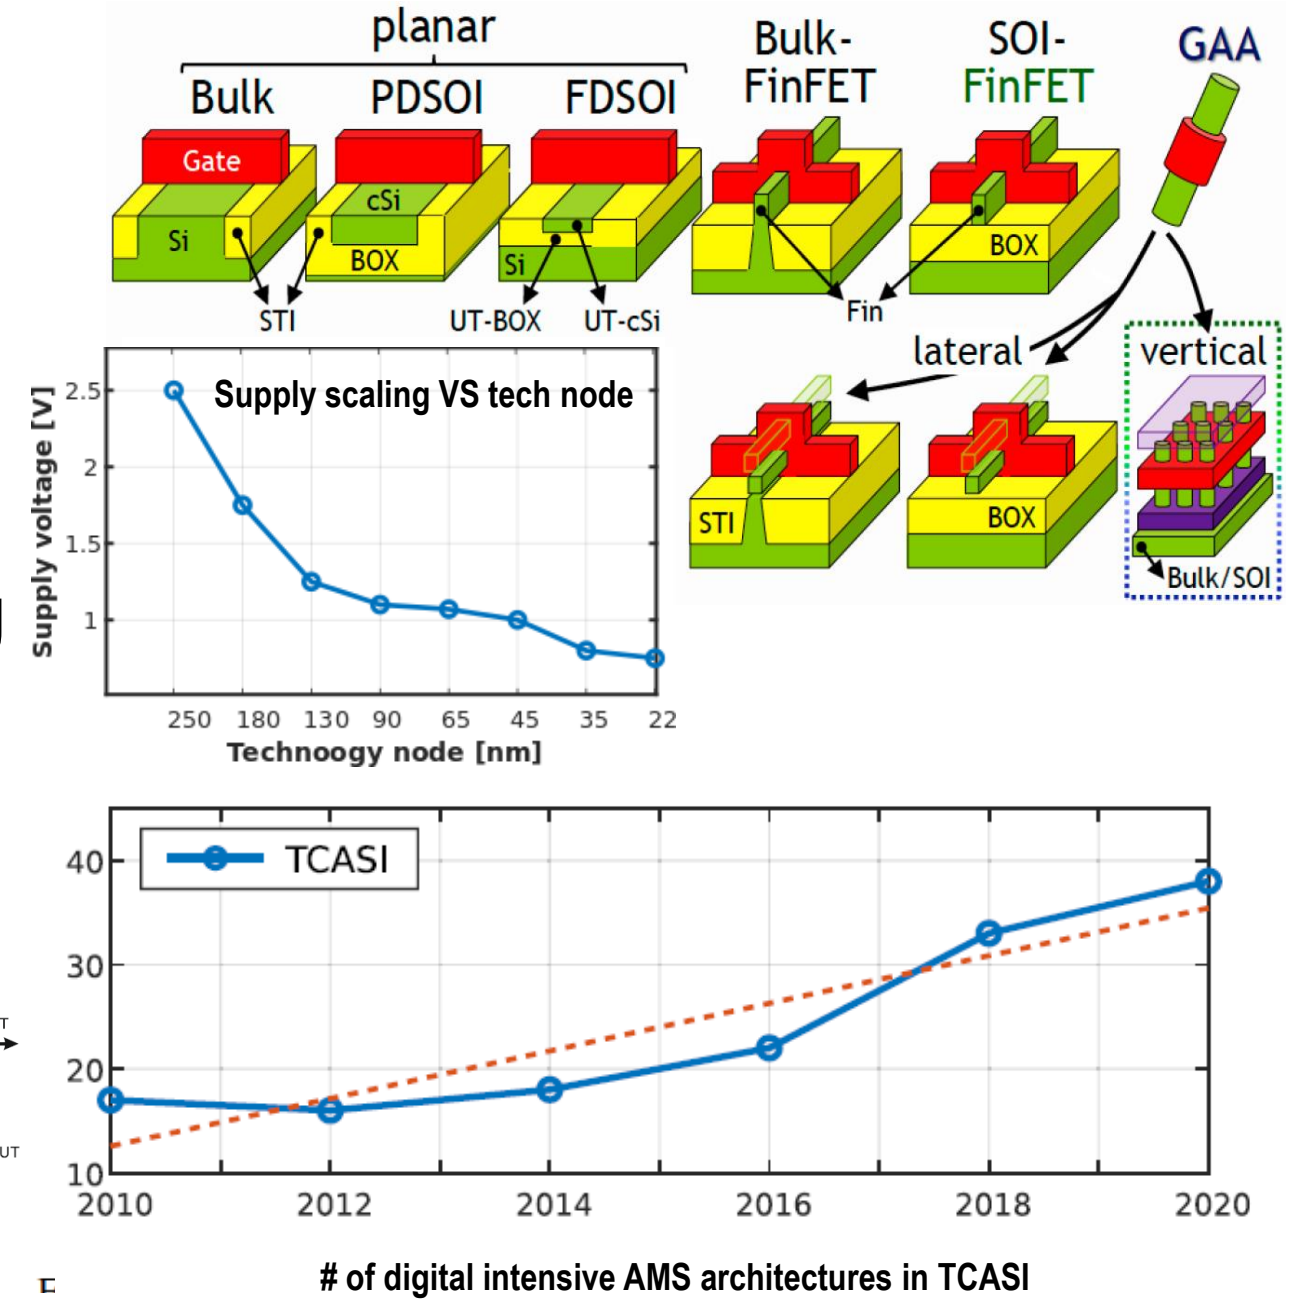 planar
Bulk
PDSOI
FDSOI
Bulk-
FinFET
SOI-
FinFET
GAA
Gate
cSi
Si
BOX
Si
BOX
STI
UT-BOX
UT-cSi
Fin
lateral
vertical
STI
BOX
Bulk/SOI
Supply scaling VS tech node
Supply voltage [V]
2.5
2
1.5
1
250 180 130 90 65 45 35 22
Technoogy node [nm]
TCASI
40
30
20
10
2010 2012 2014 2016 2018 2020
# of digital intensive AMS architectures in TCASI
T
UT